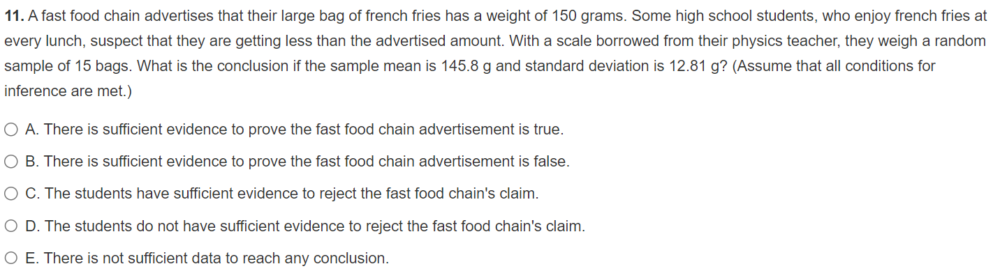 11. A fast food chain advertises that their large bag of french fries has a weight of 150 grams. Some high school students, who enjoy french fries at
every lunch, suspect that they are getting less than the advertised amount. With a scale borrowed from their physics teacher, they weigh a random
sample of 15 bags. What is the conclusion if the sample mean is 145.8 g and standard deviation is 12.81 g? (Assume that all conditions for
inference are met.)
A. There is sufficient evidence to prove the fast food chain advertisement is true.
B. There is sufficient evidence to prove the fast food chain advertisement is false.
C. The students have sufficient evidence to reject the fast food chain's claim.
D. The students do not have sufficient evidence to reject the fast food chain's claim.
E. There is not sufficient data to reach any conclusion.